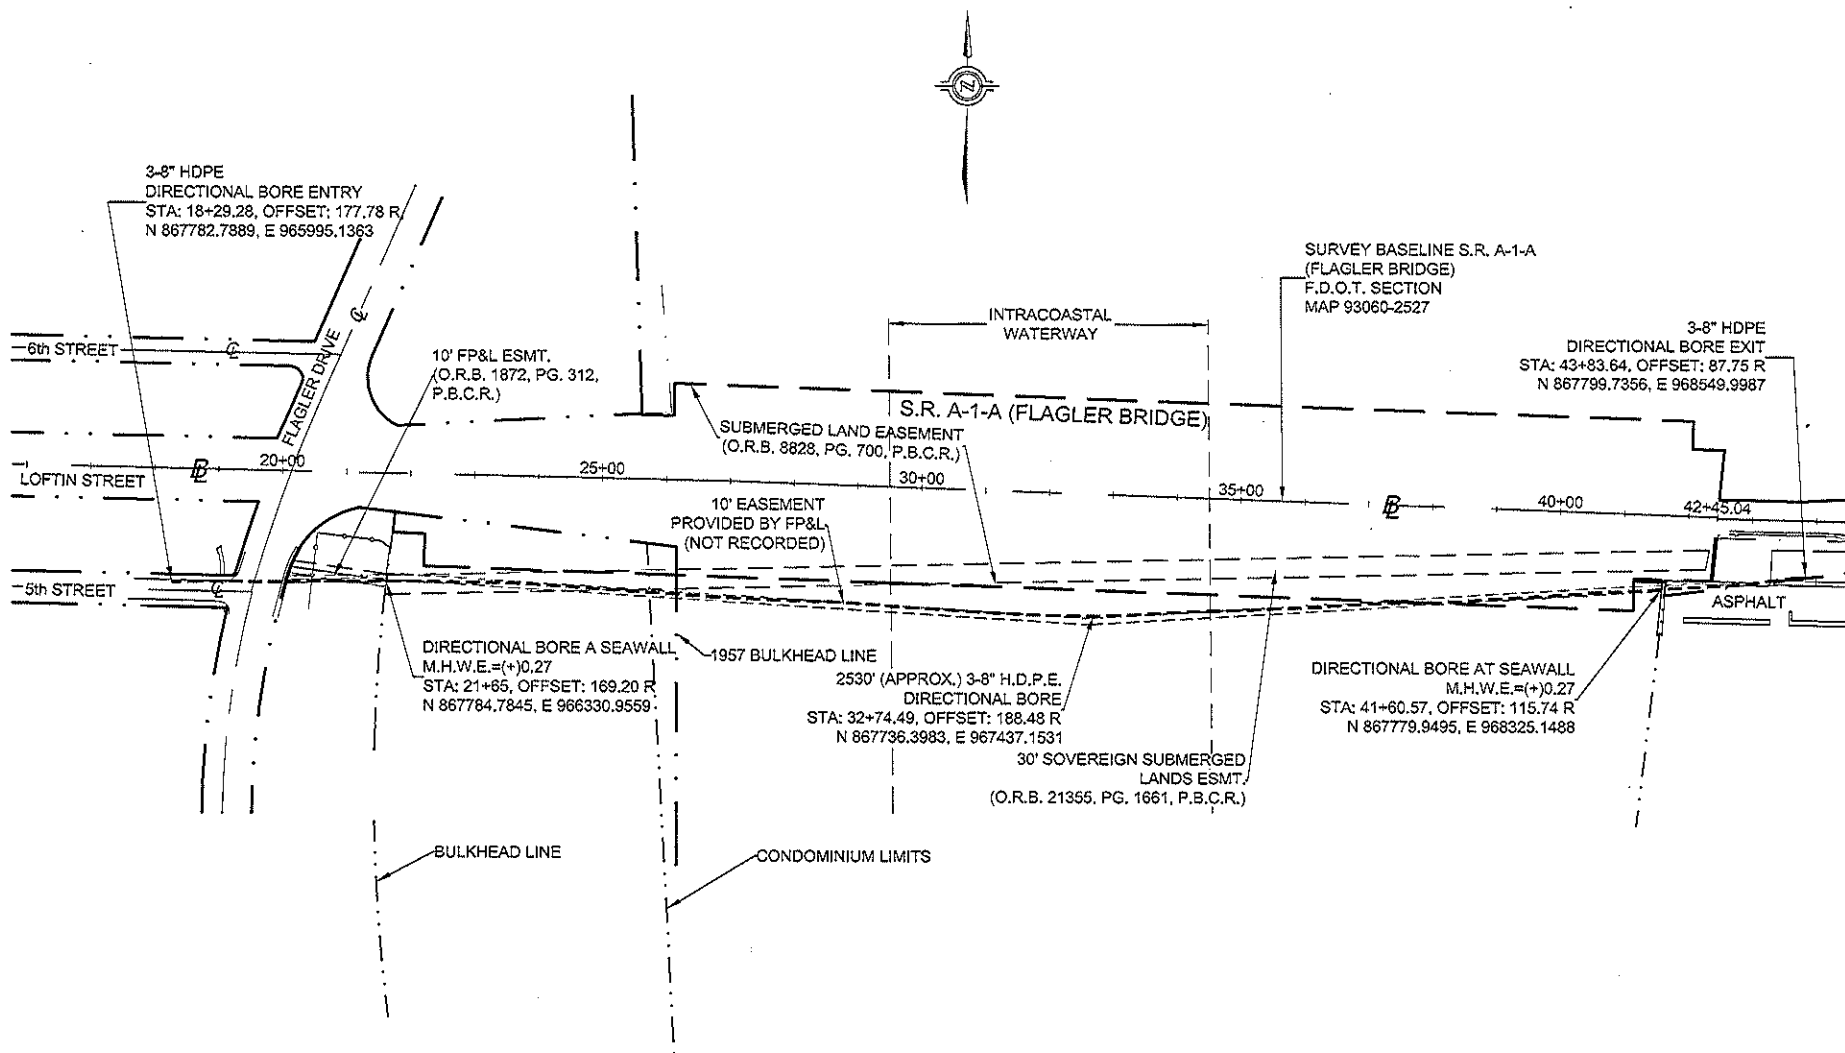 Z
3-8" HDPE
DIRECTIONAL BORE ENTRY
STA: 18+29.28, OFFSET: 177.78 R,
N 867782.7889, E 965995.1363
SURVEY BASELINE S.R. A-1-A
(FLAGLER BRIDGE)
F.D.O.T. SECTION
MAP 93060-2527
INTRACOASTAL
WATERWAY
3-8" HDPE
DIRECTIONAL BORE EXIT
STA: 43+83.64, OFFSET: 87.75 R
N 867799.7356, E 968549.9987
6th STREET
CL
FLAGLER DRIVE
CL
10' FP&L ESMT.
(O.R.B. 1872, PG. 312,
P.B.C.R.)
S.R. A-1-A (FLAGLER BRIDGE)
SUBMERGED LAND EASEMENT
(O.R.B. 8828, PG. 700, P.B.C.R.)
LOFTIN STREET
BL
20+00
25+00
30+00
35+00
BL
40+00
42+45.04
10' EASEMENT
PROVIDED BY FP&L
(NOT RECORDED)
5th STREET
CL
ASPHALT
DIRECTIONAL BORE A SEAWALL
M.H.W.E.=(+)0.27
STA: 21+65, OFFSET: 169.20 R
N 867784.7845, E 966330.9559
1957 BULKHEAD LINE
2530' (APPROX.) 3-8" H.D.P.E.
DIRECTIONAL BORE
STA: 32+74.49, OFFSET: 188.48 R
N 867736.3983, E 967437.1531
DIRECTIONAL BORE AT SEAWALL
M.H.W.E.=(+)0.27
STA: 41+60.57, OFFSET: 115.74 R
N 867779.9495, E 968325.1488
30' SOVEREIGN SUBMERGED
LANDS ESMT.
(O.R.B. 21355, PG. 1661, P.B.C.R.)
BULKHEAD LINE
CONDOMINIUM LIMITS